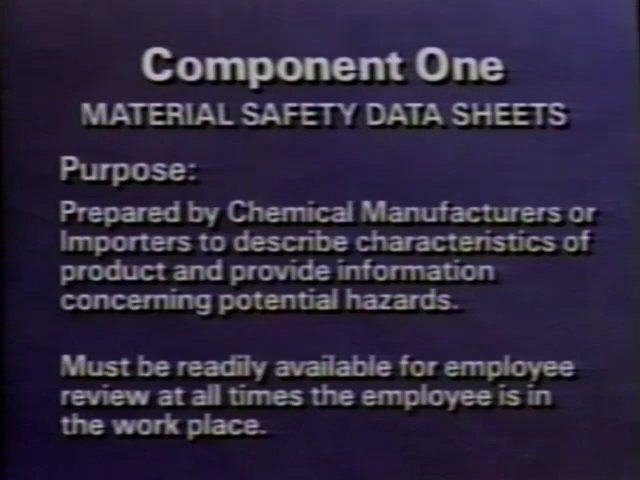 Component One
MATERIAL SAFETY DATA SHEETS
Purpose:
Prepared by Chemical Manufacturers or
Importers to describe characteristics of
product and provide information
concerning potential hazards.
Must be readily available for employee
review at all times the employee is in
the work place.